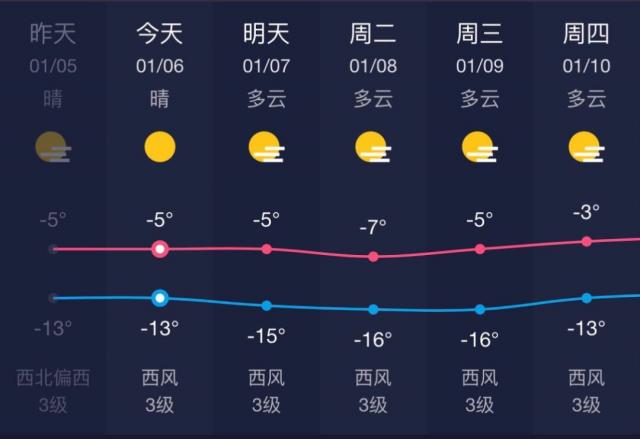 昨天 今天 明天 周二 周三 周四
01/05 01/06 01/07 01/08 01/09 01/10
晴 晴 多云 多云 多云 多云
-5° -5° -5° -7° -5° -3°
-13° -13° -15° -16° -16° -13°
西北偏西 西风 西风 西风 西风 西风
3级 3级 3级 3级 3级 3级